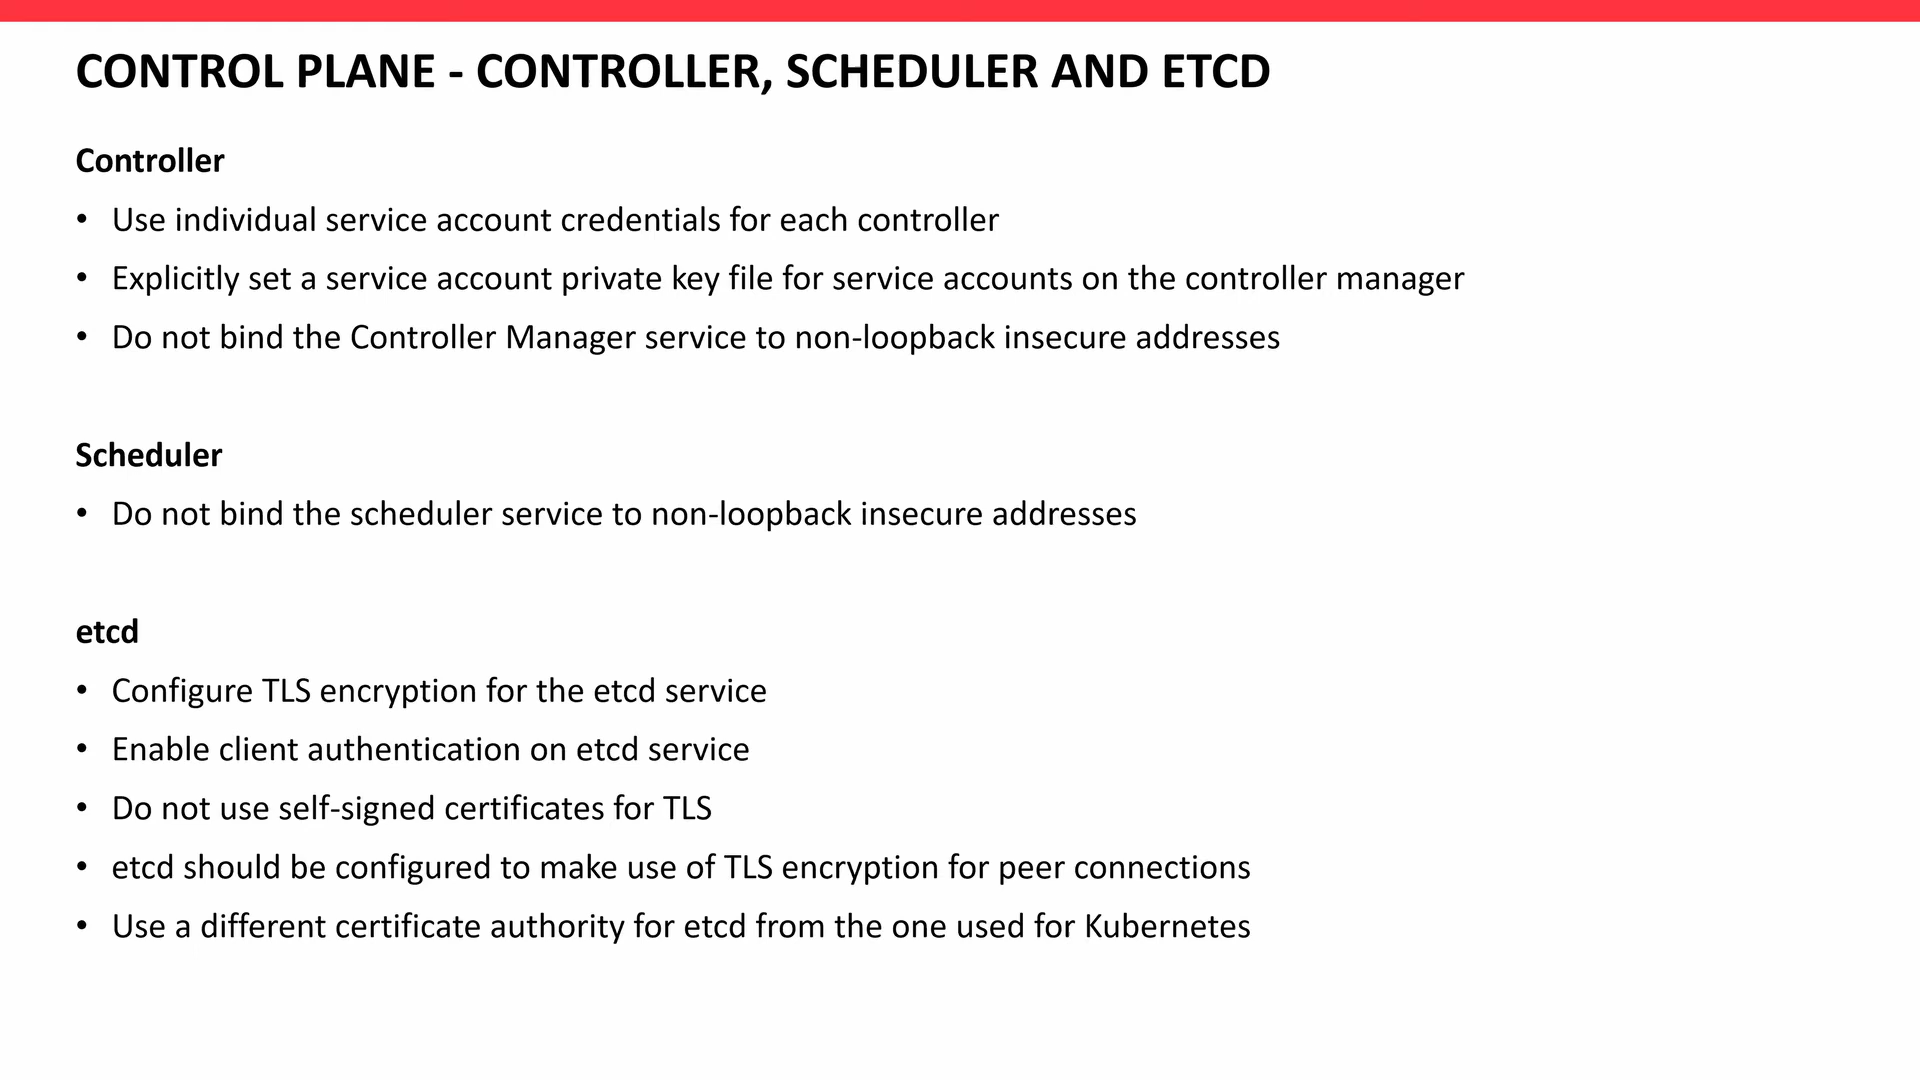 CONTROL PLANE - CONTROLLER, SCHEDULER AND ETCD
Controller
• Use individual service account credentials for each controller
• Explicitly set a service account private key file for service accounts on the controller manager
• Do not bind the Controller Manager service to non-loopback insecure addresses
Scheduler
• Do not bind the scheduler service to non-loopback insecure addresses
etcd
• Configure TLS encryption for the etcd service
• Enable client authentication on etcd service
• Do not use self-signed certificates for TLS
• etcd should be configured to make use of TLS encryption for peer connections
• Use a different certificate authority for etcd from the one used for Kubernetes